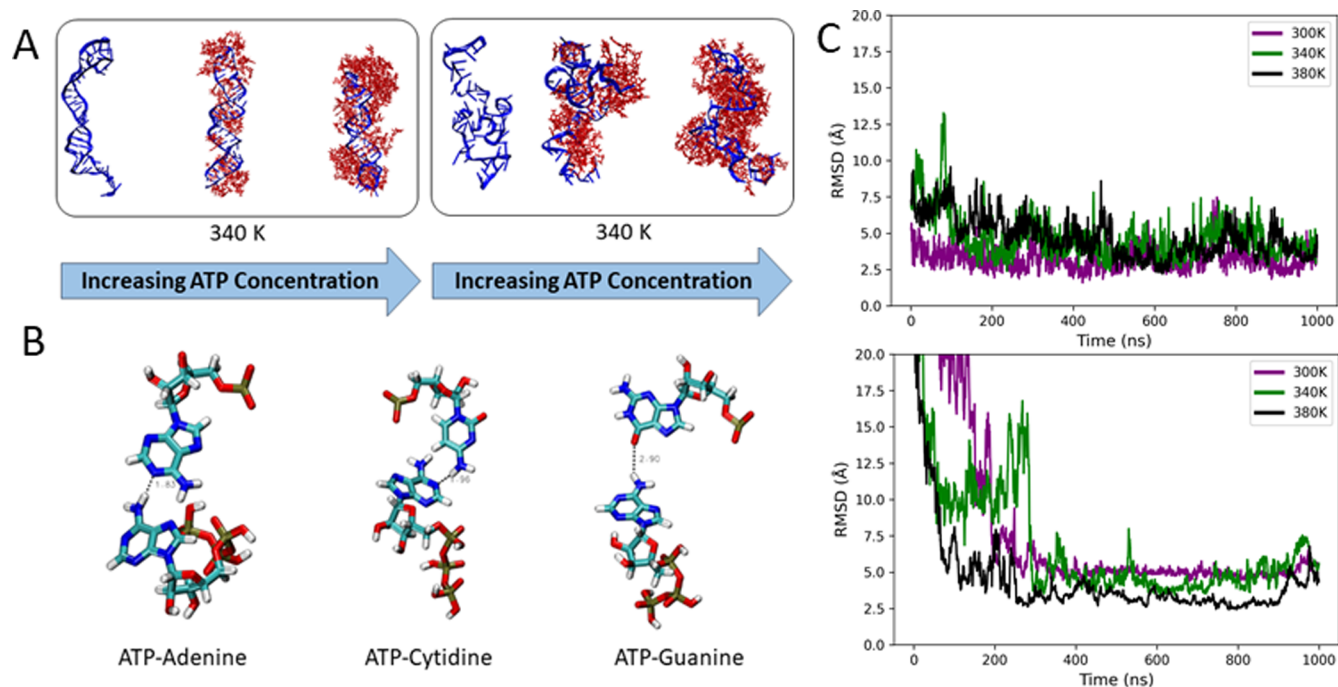 A
340 K
340 K
Increasing ATP Concentration
Increasing ATP Concentration
B
1.83
1.96
2.90
ATP-Adenine
ATP-Cytidine
ATP-Guanine
C
20.0
17.5
15.0
12.5
10.0
7.5
5.0
2.5
0.0
RMSD (Å)
300K
340K
380K
0 200 400 600 800 1000
Time (ns)
20.0
17.5
15.0
12.5
10.0
7.5
5.0
2.5
0.0
RMSD (Å)
300K
340K
380K
0 200 400 600 800 1000
Time (ns)